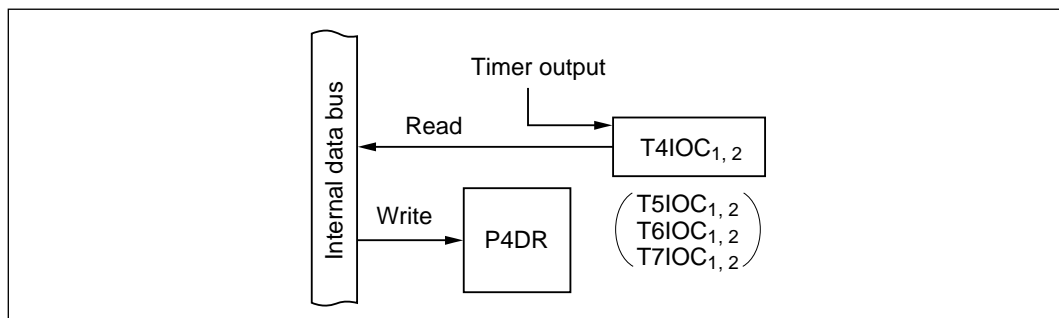 Timer output
Internal data bus
Read
T4IOC1, 2
Write
P4DR
T5IOC1, 2
T6IOC1, 2
T7IOC1, 2